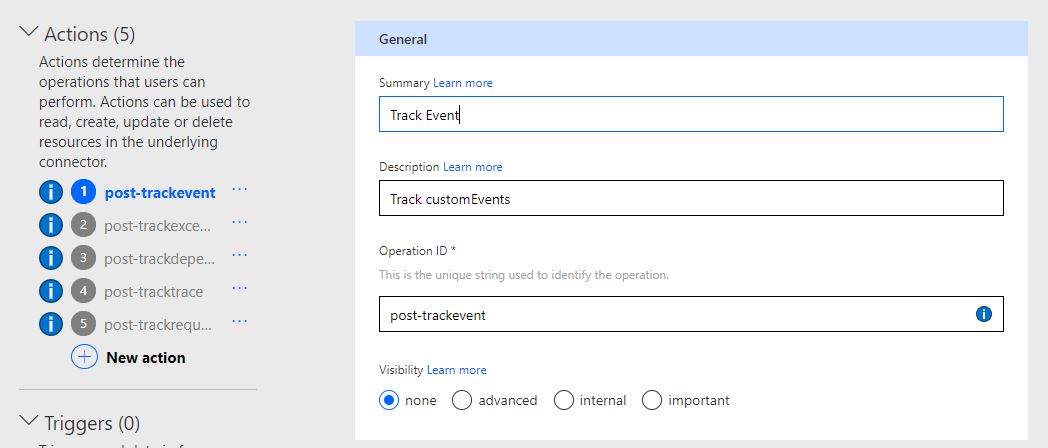 Actions (5)
Actions determine the
operations that users can
perform. Actions can be used to
read, create, update or delete
resources in the underlying
connector.
1 post-trackevent ...
2 post-trackexce... ...
3 post-trackdepe... ...
4 post-tracktrace ...
5 post-trackrequ... ...
New action
Triggers (0)
General
Summary Learn more
Track Event
Description Learn more
Track customEvents
Operation ID *
This is the unique string used to identify the operation.
post-trackevent
Visibility Learn more
none advanced internal important